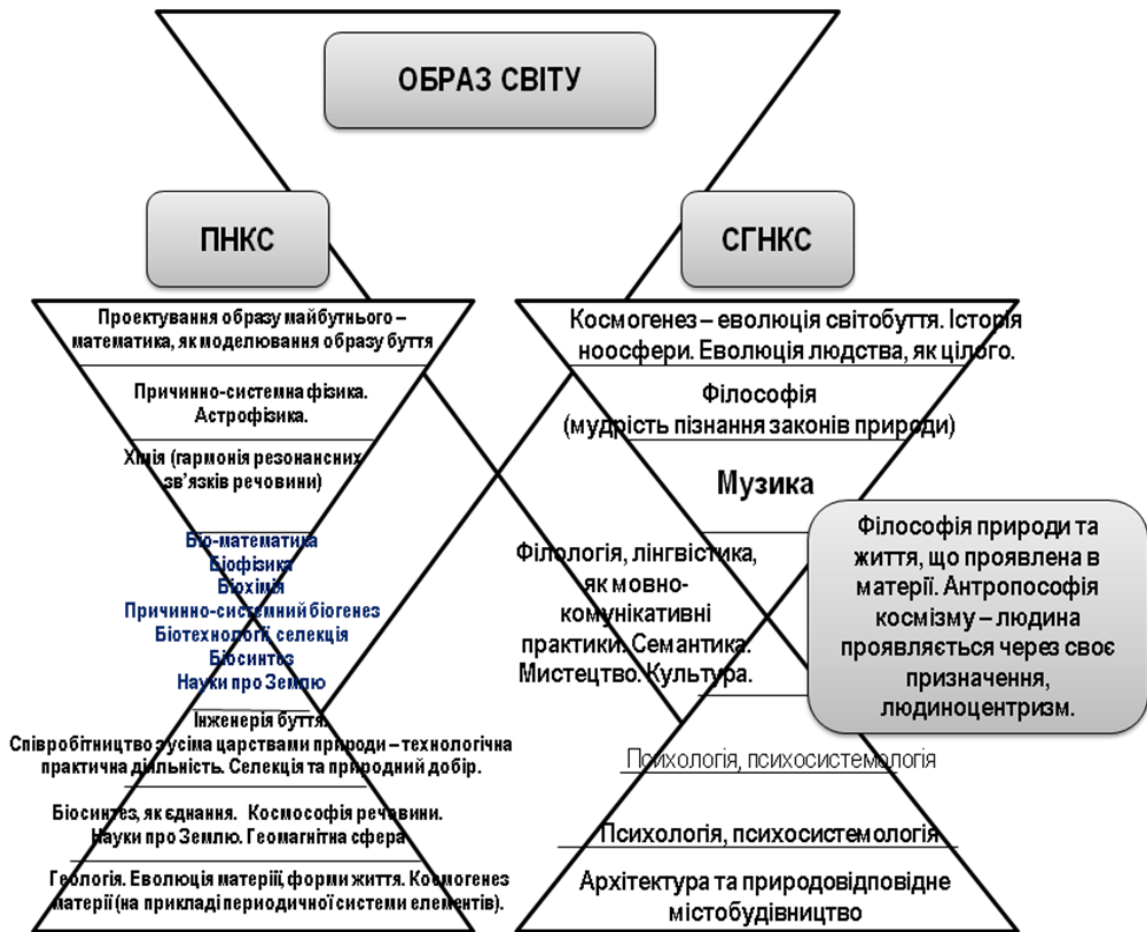 ОБРАЗ СВІТУ
ПНКС
СГНКС
Проектування образу майбутнього –
математика, як моделювання образу буття
Причинно-системна фізика.
Астрофізика.
Хімія (гармонія резонансних
зв’язків речовини)
Біо-математика
Біофізика
Біохімія
Причинно-системний біогенез
Біотехнології, селекція
Біосинтез
Науки про Землю
Інженерія буття.
Співробітництво з усіма царствами природи – технологічна
практична діяльність. Селекція та природний добір.
Біосинтез, як єднання. Космософія речовини.
Науки про Землю. Геомагнітна сфера
Геологія. Еволюція матеріїї, форми життя. Космогенез
матерії (на прикладі періодичної системи елементів).
Космогенез – еволюція світобуття. Історія
ноосфери. Еволюція людства, як цілого.
Філософія
(мудрість пізнання законів природи)
Музика
Філологія, лінгвістика,
як мовно-
комунікативні
практики. Семантика.
Мистецтво. Культура.
Філософія природи та
життя, що проявлена в
матерії. Антропософія
космізму – людина
проявляється через своє
призначення,
людиноцентризм.
Психологія, психосистемологія
Психологія, психосистемологія
Архітектура та природовідповідне
містобудівництво